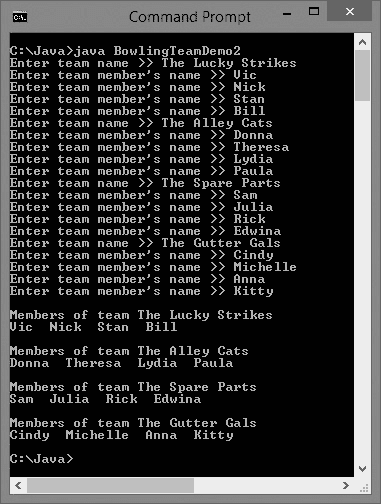 Command Prompt
C:\Java>java BowlingTeamDemo2
Enter team name >> The Lucky Strikes
Enter team member's name >> Vic
Enter team member's name >> Nick
Enter team member's name >> Stan
Enter team member's name >> Bill
Enter team name >> The Alley Cats
Enter team member's name >> Donna
Enter team member's name >> Theresa
Enter team member's name >> Lydia
Enter team member's name >> Paula
Enter team name >> The Spare Parts
Enter team member's name >> Sam
Enter team member's name >> Julia
Enter team member's name >> Rick
Enter team member's name >> Edwina
Enter team name >> The Gutter Gals
Enter team member's name >> Cindy
Enter team member's name >> Michelle
Enter team member's name >> Anna
Enter team member's name >> Kitty
Members of team The Lucky Strikes
Vic  Nick  Stan  Bill
Members of team The Alley Cats
Donna  Theresa  Lydia  Paula
Members of team The Spare Parts
Sam  Julia  Rick  Edwina
Members of team The Gutter Gals
Cindy  Michelle  Anna  Kitty
C:\Java>